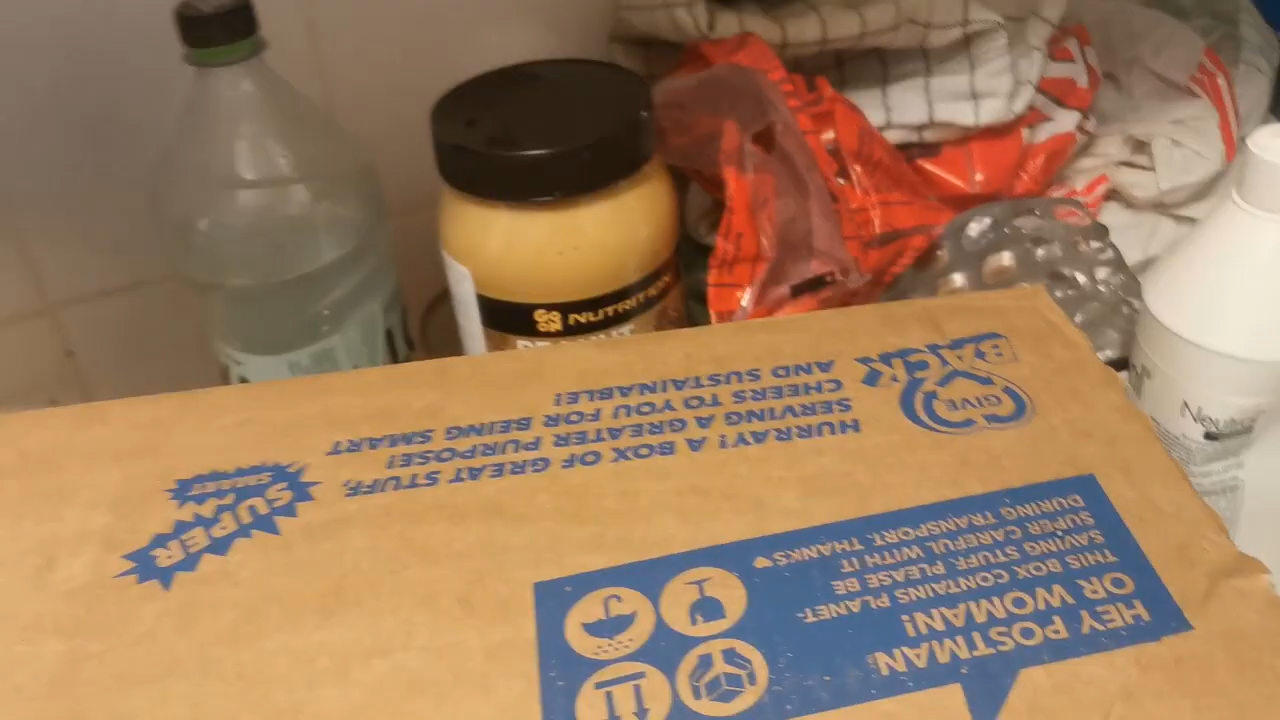 GO ON NUTRITION
PEANUT
GIVE
BACK
HURRAY! A BOX OF GREAT STUFF,
SERVING A GREATER PURPOSE!
CHEERS TO YOU FOR BEING SMART
AND SUSTAINABLE!
SUPER
SMART
HEY POSTMAN
OR WOMAN!
THIS BOX CONTAINS PLANET-
SAVING STUFF. PLEASE BE
SUPER CAREFUL WITH IT
DURING TRANSPORT. THANKS♥